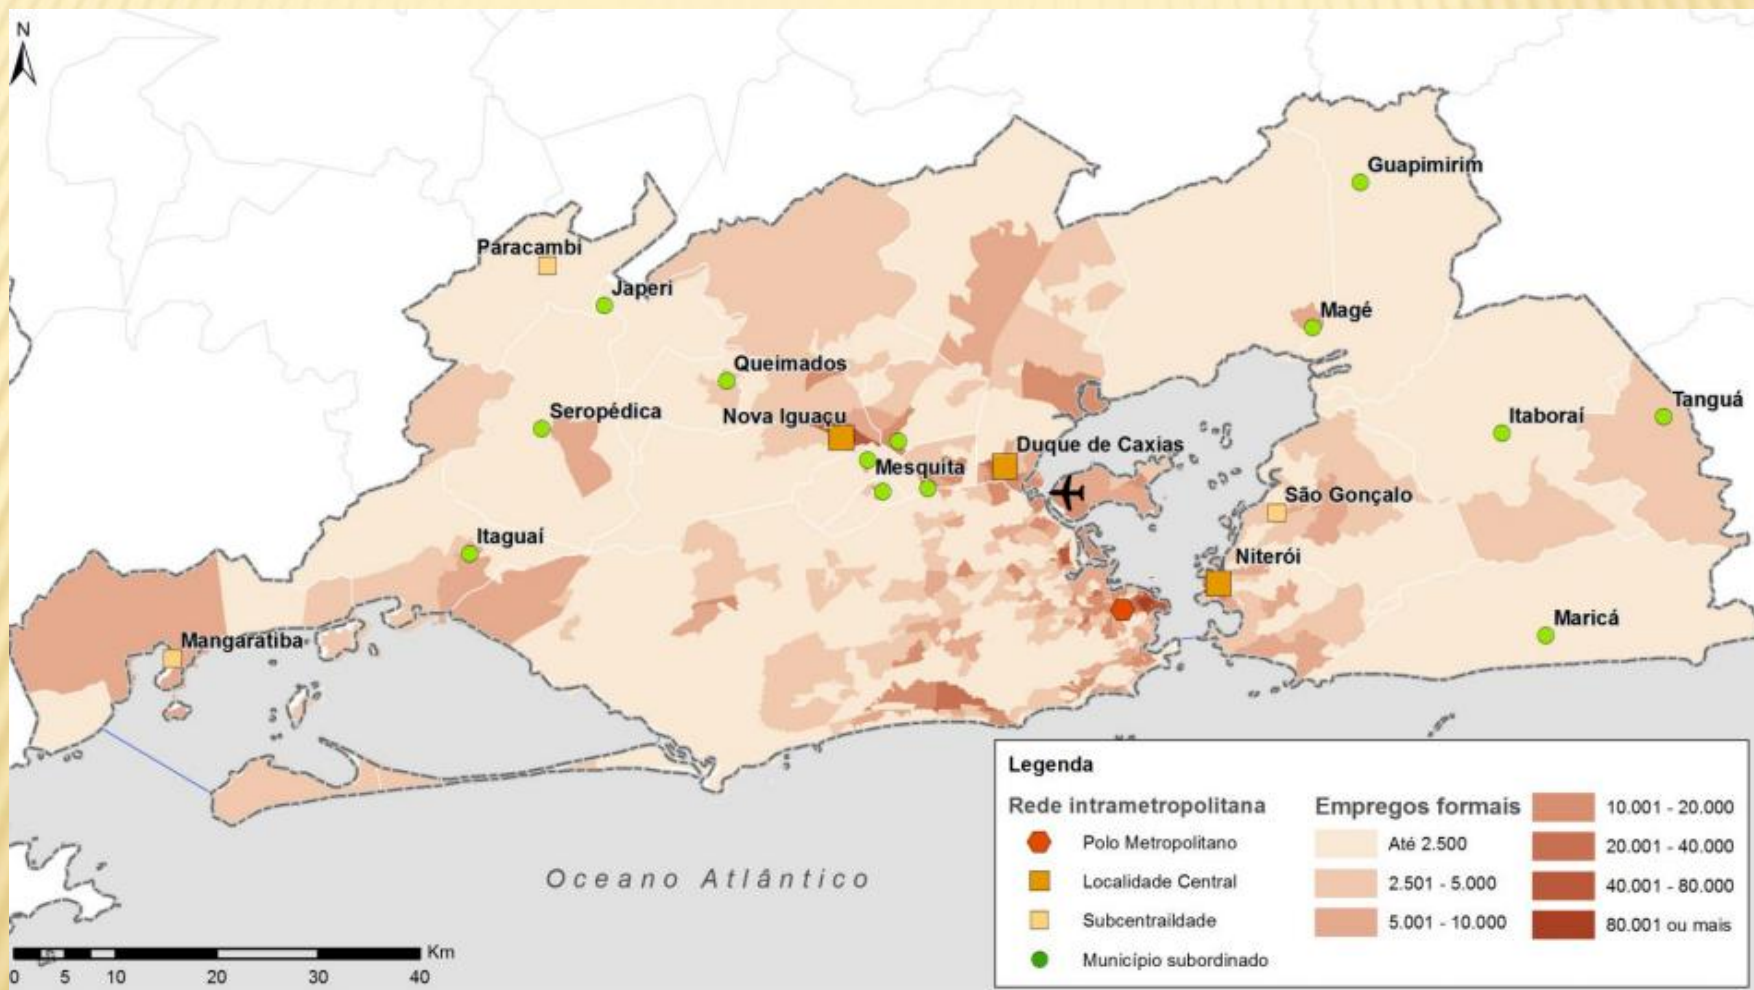 N
Guapimirim
Paracambi
Japeri
Magé
Queimados
Tanguá
Seropédica
Nova Iguaçu
Itaboraí
Duque de Caxias
Mesquita
São Gonçalo
Itaguaí
Niterói
Maricá
Mangaratiba
Oceano Atlântico
Km
0 5 10 20 30 40
Legenda
Rede intrametropolitana
Polo Metropolitano
Localidade Central
Subcentraildade
Município subordinado
Empregos formais
Até 2.500
2.501 - 5.000
5.001 - 10.000
10.001 - 20.000
20.001 - 40.000
40.001 - 80.000
80.001 ou mais